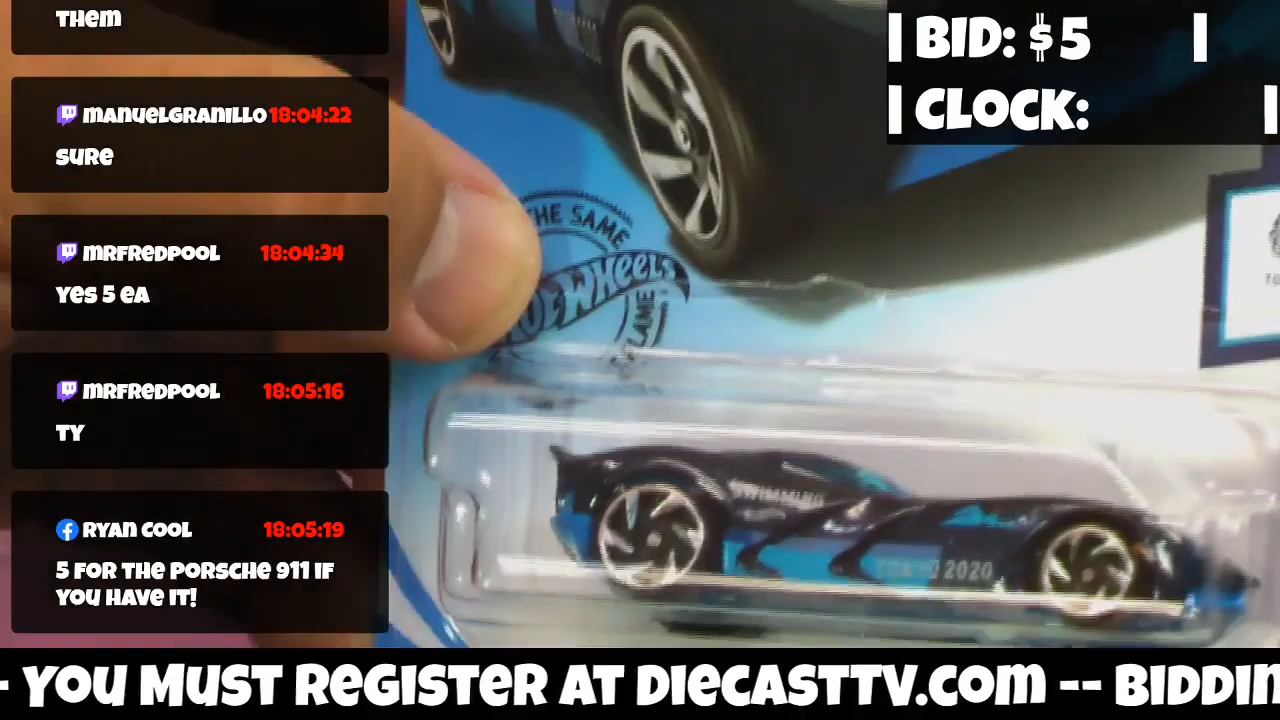 THEM
MANUELGRANILLO 18:04:22
SURE
MRFREDPOOL 18:04:34
YES 5 EA
MRFREDPOOL 18:05:16
TY
RYAN COOL 18:05:19
5 FOR THE PORSCHE 911 IF
YOU HAVE IT!
| BID: $5 |
| CLOCK: |
THE SAME
WHEELS
SWIMMING
2020
- YOU MUST REGISTER AT DIECASTTV.COM -- BIDDIN